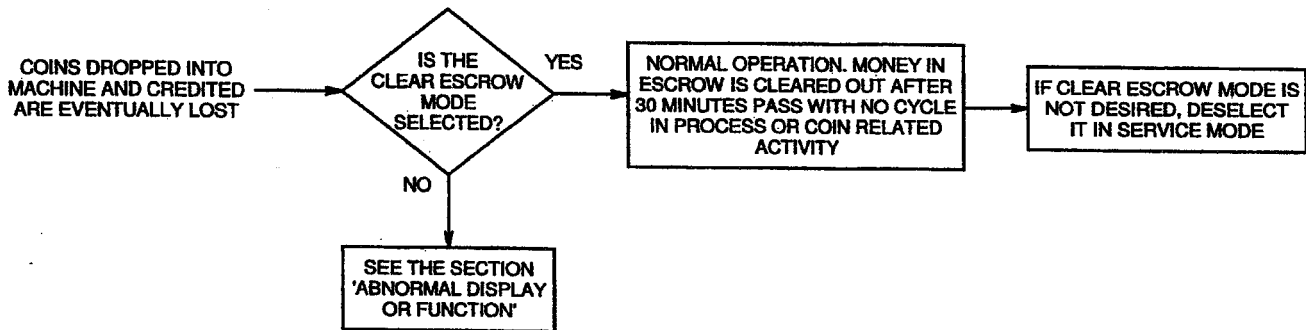 COINS DROPPED INTO
MACHINE AND CREDITED
ARE EVENTUALLY LOST
IS THE
CLEAR ESCROW
MODE
SELECTED?
YES
NORMAL OPERATION. MONEY IN
ESCROW IS CLEARED OUT AFTER
30 MINUTES PASS WITH NO CYCLE
IN PROCESS OR COIN RELATED
ACTIVITY
IF CLEAR ESCROW MODE IS
NOT DESIRED, DESELECT
IT IN SERVICE MODE
NO
SEE THE SECTION
'ABNORMAL DISPLAY
OR FUNCTION'